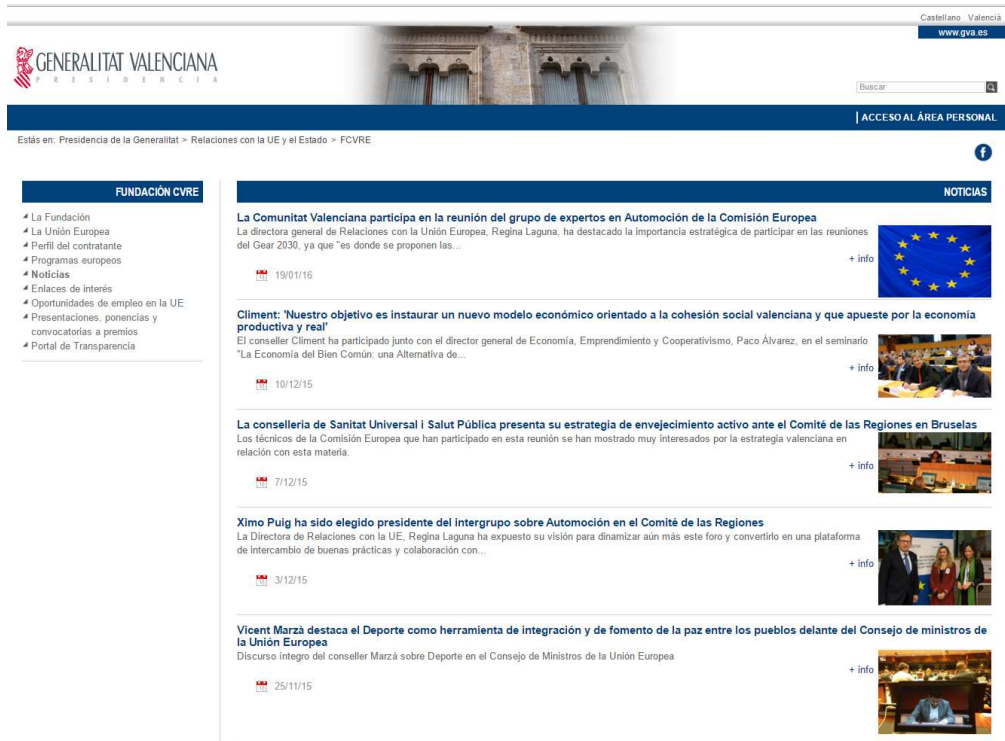 Castellano Valencià
www.gva.es
GENERALITAT VALENCIANA
PRESIDENCIA
Buscar
ACCESO AL ÁREA PERSONAL
Estás en: Presidencia de la Generalitat > Relaciones con la UE y el Estado > FCVRE
FUNDACIÓN CVRE
La Fundación
La Unión Europea
Perfil del contratante
Programas europeos
Noticias
Enlaces de interés
Oportunidades de empleo en la UE
Presentaciones, ponencias y
convocatorias a premios
Portal de Transparencia
NOTICIAS
La Comunitat Valenciana participa en la reunión del grupo de expertos en Automoción de la Comisión Europea
La directora general de Relaciones con la Unión Europea, Regina Laguna, ha destacado la importancia estratégica de participar en las reuniones
del Gear 2030, ya que "es donde se proponen las...
+ info
19/01/16
Climent: 'Nuestro objetivo es instaurar un nuevo modelo económico orientado a la cohesión social valenciana y que apueste por la economía
productiva y real'
El conseller Climent ha participado junto con el director general de Economía, Emprendimiento y Cooperativismo, Paco Álvarez, en el seminario
"La Economía del Bien Común: una Alternativa de...
+ info
10/12/15
La conselleria de Sanitat Universal i Salut Pública presenta su estrategia de envejecimiento activo ante el Comité de las Regiones en Bruselas
Los técnicos de la Comisión Europea que han participado en esta reunión se han mostrado muy interesados por la estrategia valenciana en
relación con esta materia.
+ info
7/12/15
Ximo Puig ha sido elegido presidente del intergrupo sobre Automoción en el Comité de las Regiones
La Directora de Relaciones con la UE, Regina Laguna ha expuesto su visión para dinamizar aún más este foro y convertirlo en una plataforma
de intercambio de buenas prácticas y colaboración con...
+ info
3/12/15
Vicent Marzà destaca el Deporte como herramienta de integración y de fomento de la paz entre los pueblos delante del Consejo de ministros de
la Unión Europea
Discurso íntegro del conseller Marzá sobre Deporte en el Consejo de Ministros de la Unión Europea
+ info
25/11/15